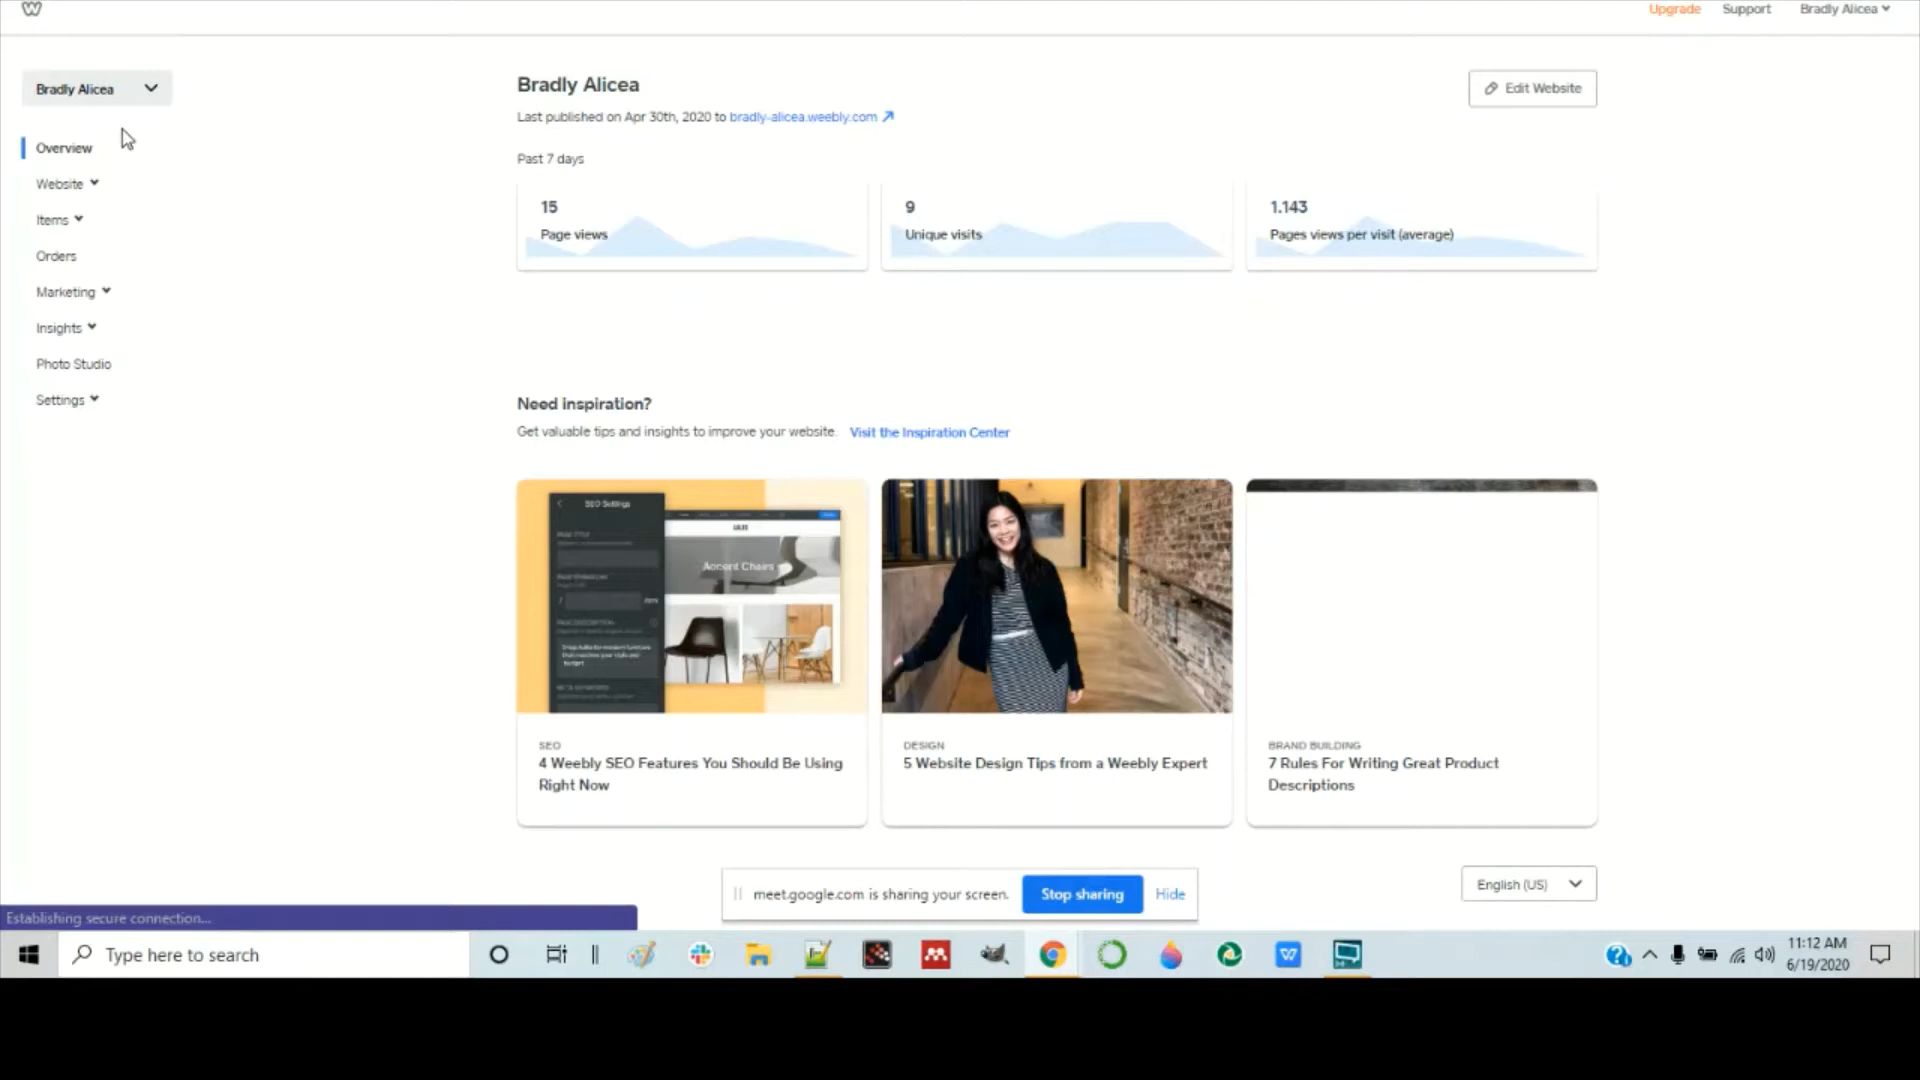 Upgrade Support Bradly Alicea
Bradly Alicea
Overview
Website
Items
Orders
Marketing
Insights
Photo Studio
Settings
Bradly Alicea
Edit Website
Last published on Apr 30th, 2020 to bradly-alicea.weebly.com
Past 7 days
15
Page views
9
Unique visits
1.143
Pages views per visit (average)
Need inspiration?
Get valuable tips and insights to improve your website. Visit the Inspiration Center
SEO Settings
Accent Chairs
SEO
4 Weebly SEO Features You Should Be Using
Right Now
DESIGN
5 Website Design Tips from a Weebly Expert
BRAND BUILDING
7 Rules For Writing Great Product
Descriptions
English (US)
meet.google.com is sharing your screen. Stop sharing Hide
Establishing secure connection...
Type here to search
11:12 AM
6/19/2020